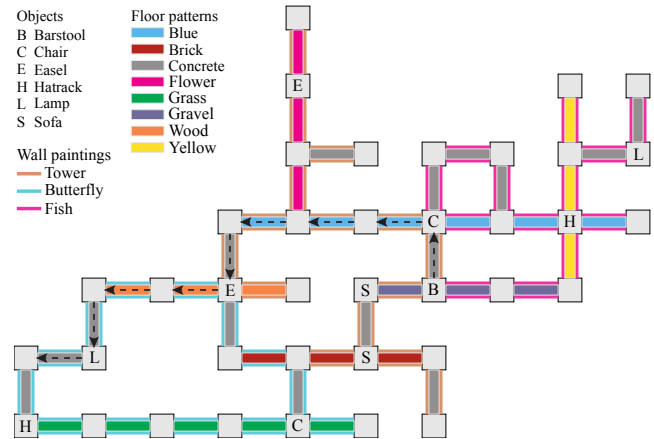 Objects
B Barstool
C Chair
E Easel
H Hatrack
L Lamp
S Sofa
Wall paintings
Tower
Butterfly
Fish
Floor patterns
Blue
Brick
Concrete
Flower
Grass
Gravel
Wood
Yellow
E
L
C H
E S B
L S
H C